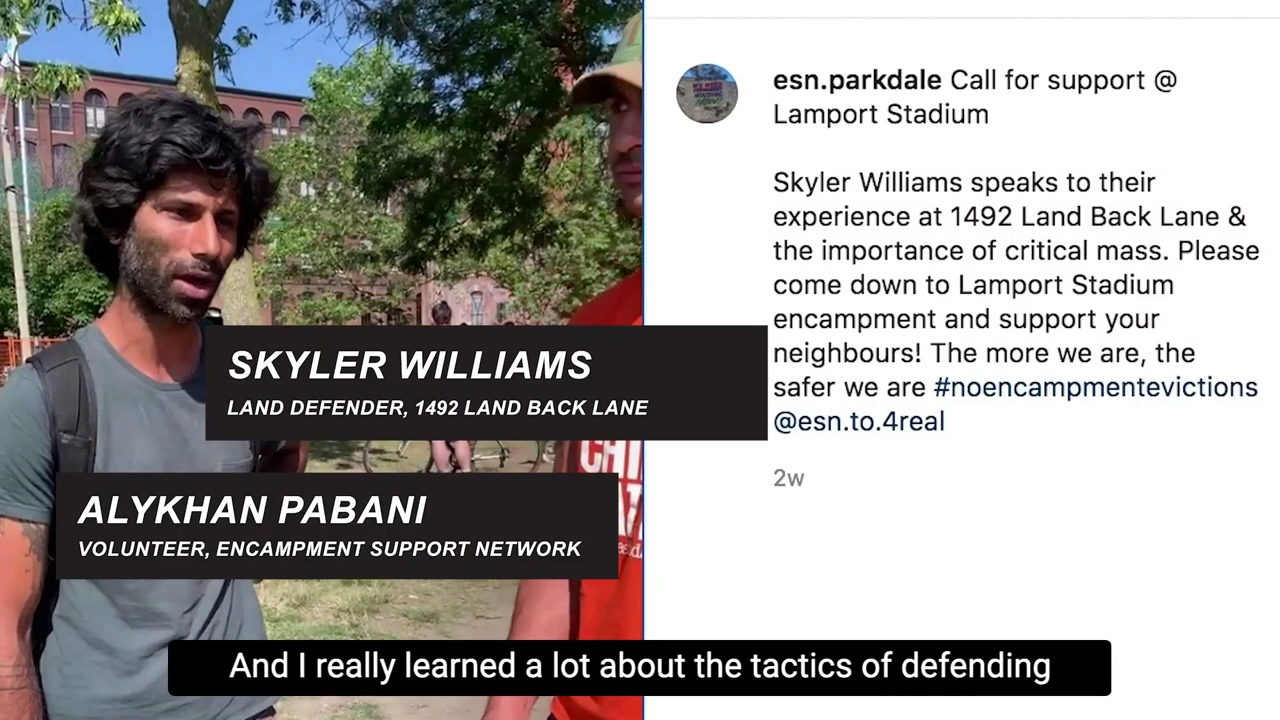 esn.parkdale Call for support @
Lamport Stadium
Skyler Williams speaks to their
experience at 1492 Land Back Lane &
the importance of critical mass. Please
come down to Lamport Stadium
encampment and support your
neighbours! The more we are, the
safer we are #noencampmentevictions
@esn.to.4real
2w
SKYLER WILLIAMS
LAND DEFENDER, 1492 LAND BACK LANE
ALYKHAN PABANI
VOLUNTEER, ENCAMPMENT SUPPORT NETWORK
And I really learned a lot about the tactics of defending